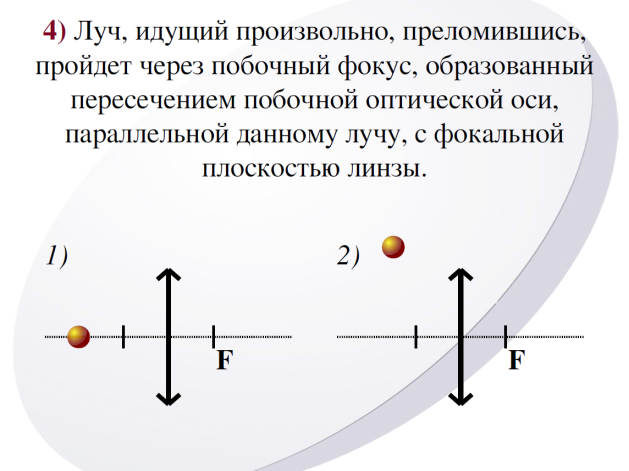 4) Луч, идущий произвольно, преломившись,
пройдет через побочный фокус, образованный
пересечением побочной оптической оси,
параллельной данному лучу, с фокальной
плоскостью линзы.
1)
2)
F
F